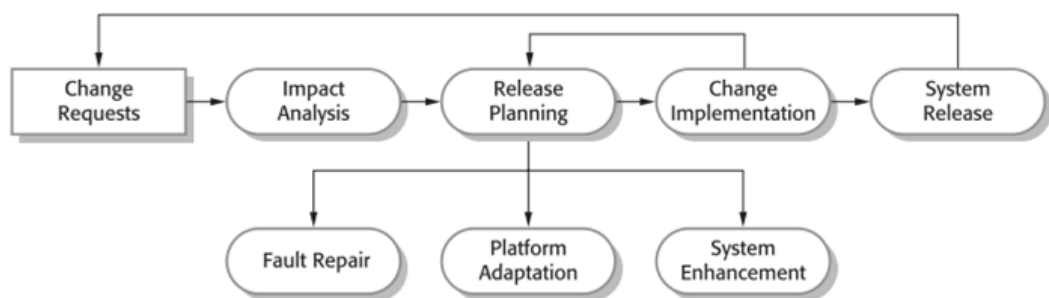 Change
Requests
Impact
Analysis
Release
Planning
Change
Implementation
System
Release
Fault Repair
Platform
Adaptation
System
Enhancement